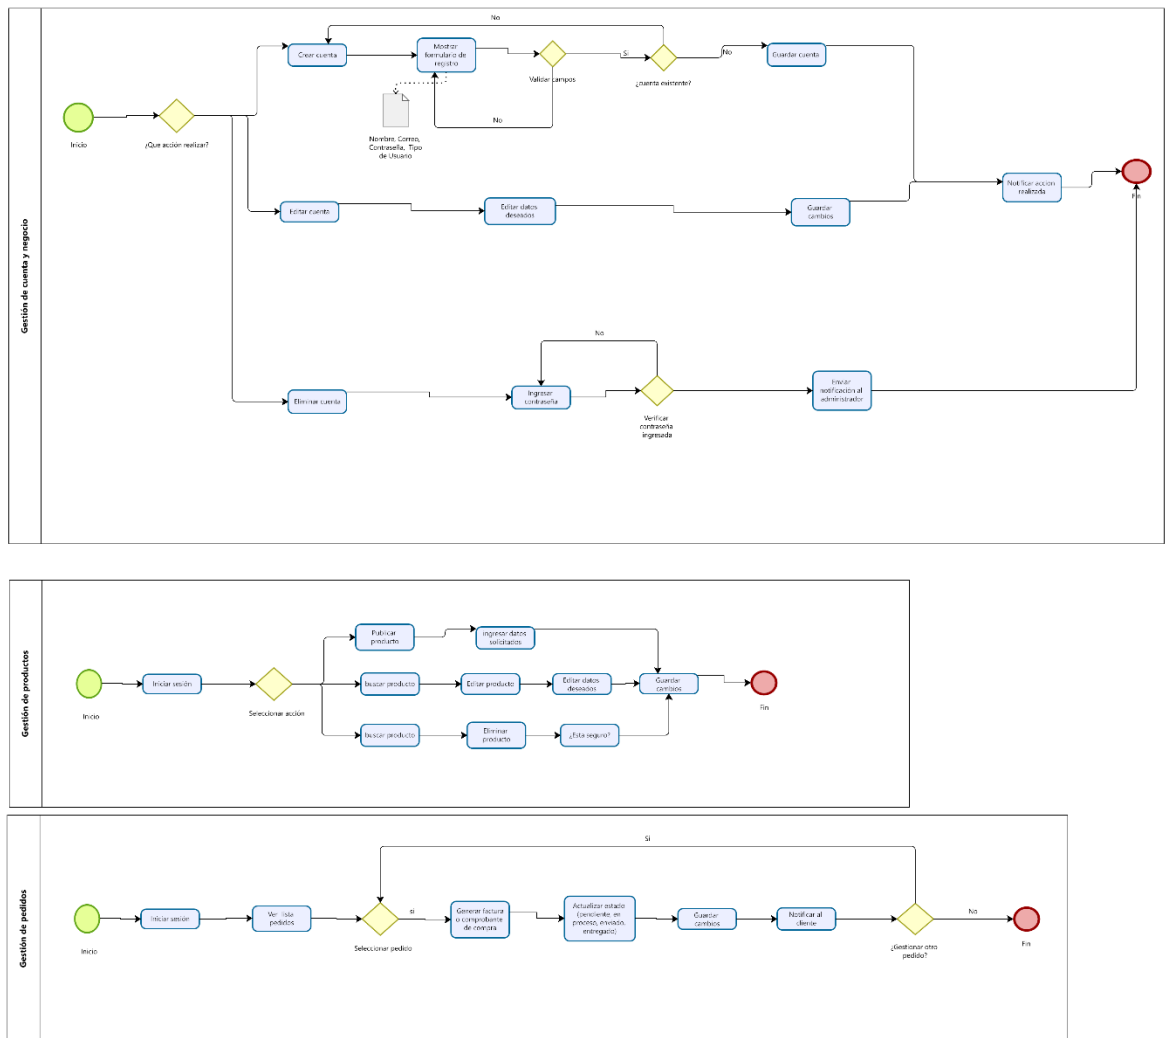 Gestión de cuenta y negocio
No
Crear cuenta
Mostrar
formulario de
registro
Validar campos
Si
¿cuenta existente?
No
Guardar cuenta
Inicio
¿Que acción realizar?
No
Nombre, Correo,
Contraseña, Tipo
de Usuario
Editar cuenta
Editar datos
deseados
Guardar
cambios
Notificar acción
realizada
Fin
No
Eliminar cuenta
Ingresar
contraseña
Verificar
contraseña
ingresada
Enviar
notificación al
administrador
Gestión de productos
Inicio
Iniciar sesión
Seleccionar acción
Publicar
producto
ingresar datos
solicitados
buscar producto
Editar producto
Editar datos
deseados
Guardar
cambios
Fin
buscar producto
Eliminar
producto
¿Esta seguro?
Gestión de pedidos
Si
Inicio
Iniciar sesión
Ver lista
pedidos
Seleccionar pedido
si
Generar factura
o comprobante
de compra
Actualizar estado
(pendiente, en
proceso, enviado,
entregado)
Guardar
cambios
Notificar al
cliente
¿Gestionar otro
pedido?
No
Fin